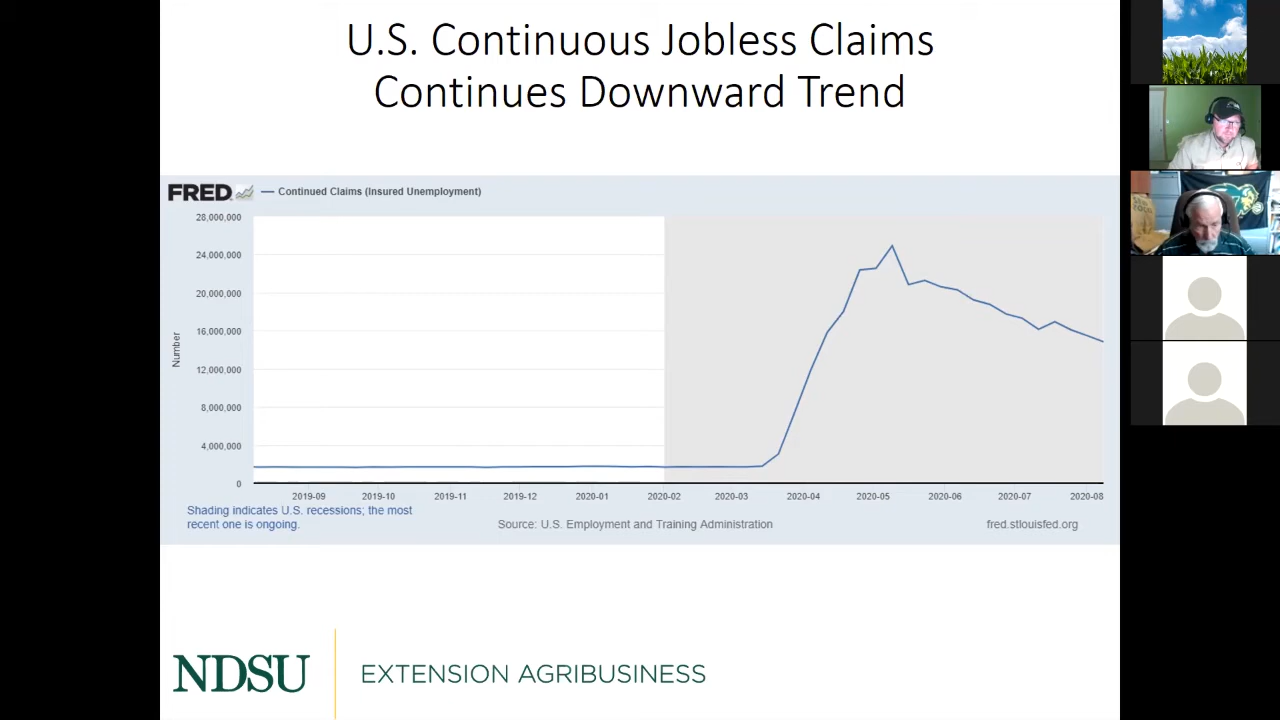 U.S. Continuous Jobless Claims
Continues Downward Trend
FRED
Continued Claims (Insured Unemployment)
28,000,000
24,000,000
20,000,000
16,000,000
12,000,000
8,000,000
4,000,000
0
Number
2019-09 2019-10 2019-11 2019-12 2020-01 2020-02 2020-03 2020-04 2020-05 2020-06 2020-07 2020-08
Shading indicates U.S. recessions; the most
recent one is ongoing.
Source: U.S. Employment and Training Administration
fred.stlouisfed.org
NDSU
EXTENSION AGRIBUSINESS